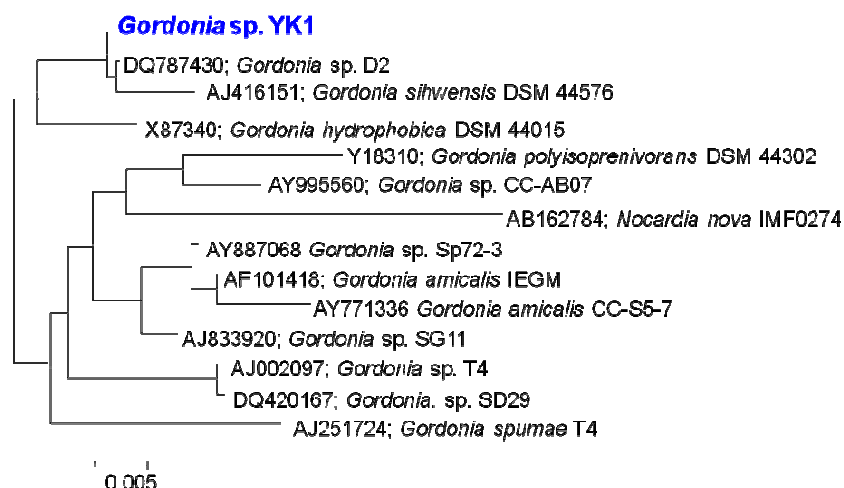 Gordonia sp. YK1
DQ787430; Gordonia sp. D2
AJ416151; Gordonia sihwensis DSM 44576
X87340; Gordonia hydrophobica DSM 44015
Y18310; Gordonia polyisoprenivorans DSM 44302
AY995560; Gordonia sp. CC-AB07
AB162784; Nocardia nova IMF0274
AY887068 Gordonia sp. Sp72-3
AF101418; Gordonia amicalis IEGM
AY771336 Gordonia amicalis CC-S5-7
AJ833920; Gordonia sp. SG11
AJ002097; Gordonia sp. T4
DQ420167; Gordonia. sp. SD29
AJ251724; Gordonia spumae T4
0.005